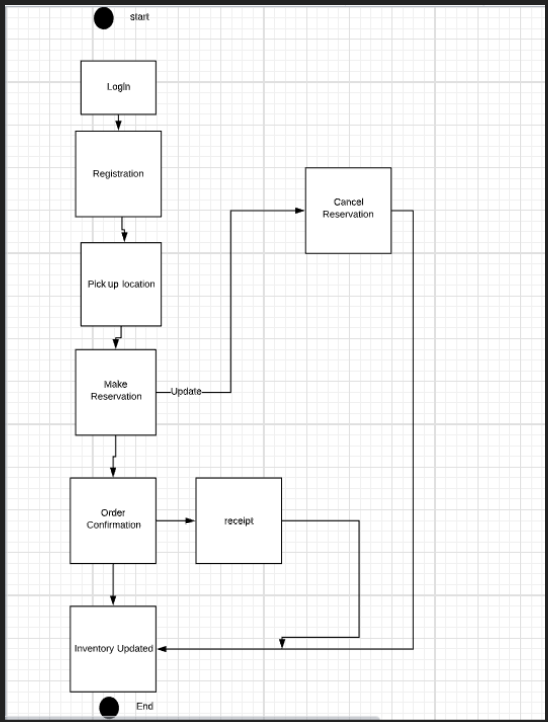 start
LogIn
Registration
Cancel
Reservation
Pick up location
Make
Reservation
Update
Order
Confirmation
receipt
Inventory Updated
End